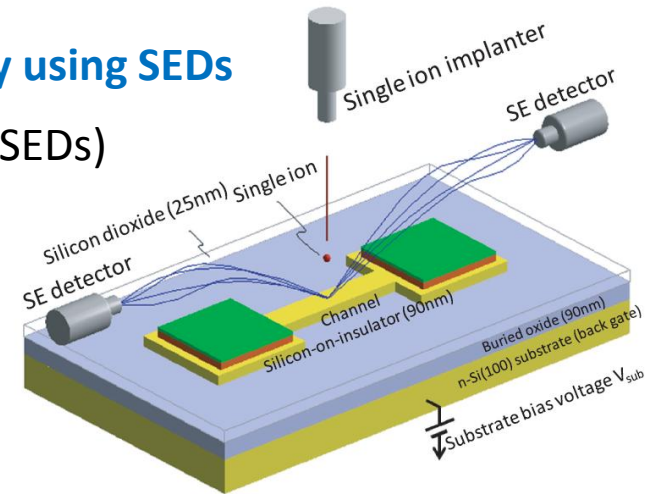 y using SEDs
SEDs)
Single ion implanter
SE detector
Silicon dioxide (25nm)
Single ion
SE detector
Channel
Silicon-on-insulator (90nm)
Buried oxide (90nm)
n-Si(100) substrate (back gate)
Substrate bias voltage Vsub